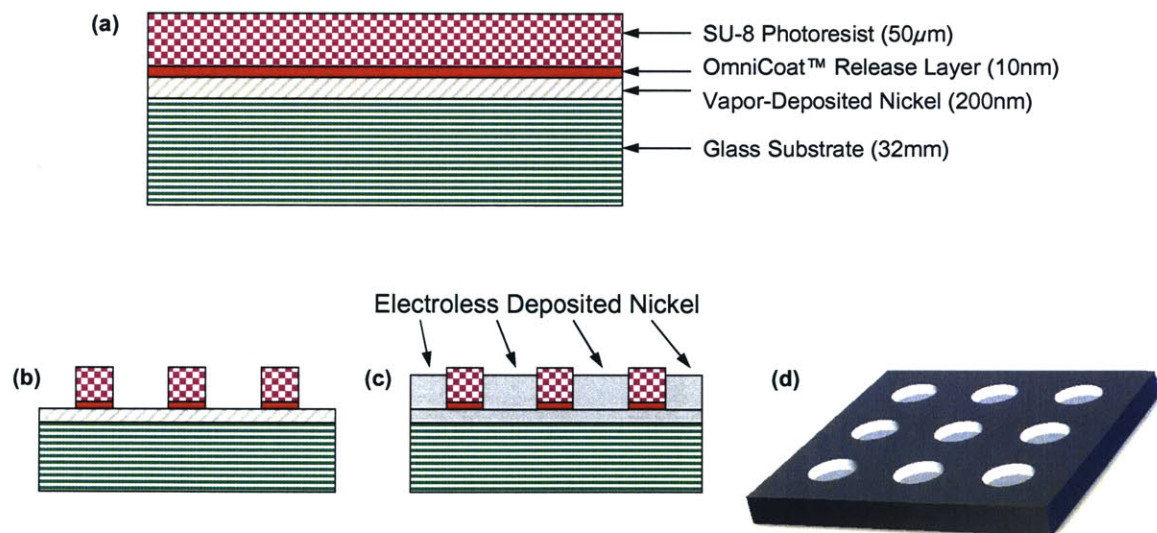 (a)
SU-8 Photoresist (50µm)
OmniCoat™ Release Layer (10nm)
Vapor-Deposited Nickel (200nm)
Glass Substrate (32mm)
Electroless Deposited Nickel
(b)
(c)
(d)